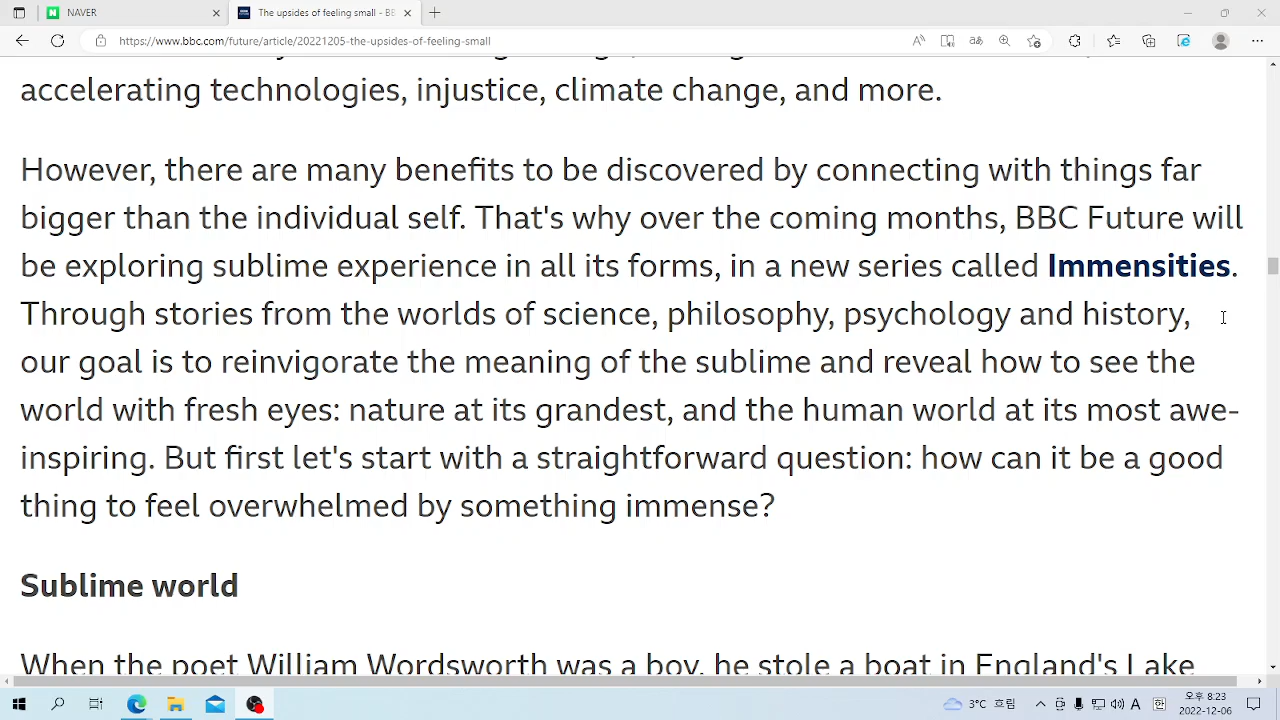 NAVER
The upsides of feeling small - BE
https://www.bbc.com/future/article/20221205-the-upsides-of-feeling-small
accelerating technologies, injustice, climate change, and more.
However, there are many benefits to be discovered by connecting with things far
bigger than the individual self. That's why over the coming months, BBC Future will
be exploring sublime experience in all its forms, in a new series called Immensities.
Through stories from the worlds of science, philosophy, psychology and history,
our goal is to reinvigorate the meaning of the sublime and reveal how to see the
world with fresh eyes: nature at its grandest, and the human world at its most awe-
inspiring. But first let's start with a straightforward question: how can it be a good
thing to feel overwhelmed by something immense?
Sublime world
When the poet William Wordsworth was a boy, he stole a boat in England's Lake
3°C 흐림
A
오후 8:23
2022-12-06